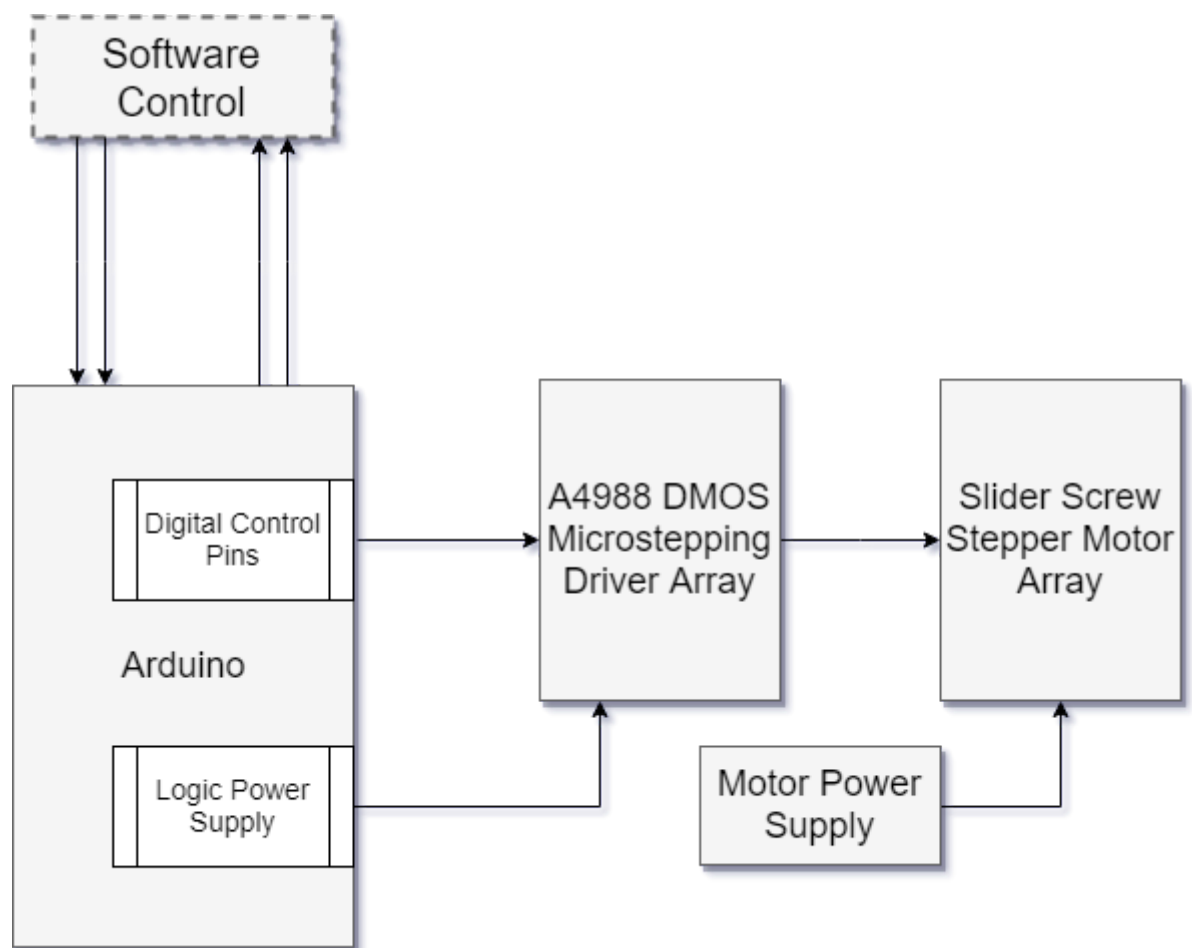 Software
Control
Digital Control
Pins
Arduino
Logic Power
Supply
A4988 DMOS
Microstepping
Driver Array
Slider Screw
Stepper Motor
Array
Motor Power
Supply